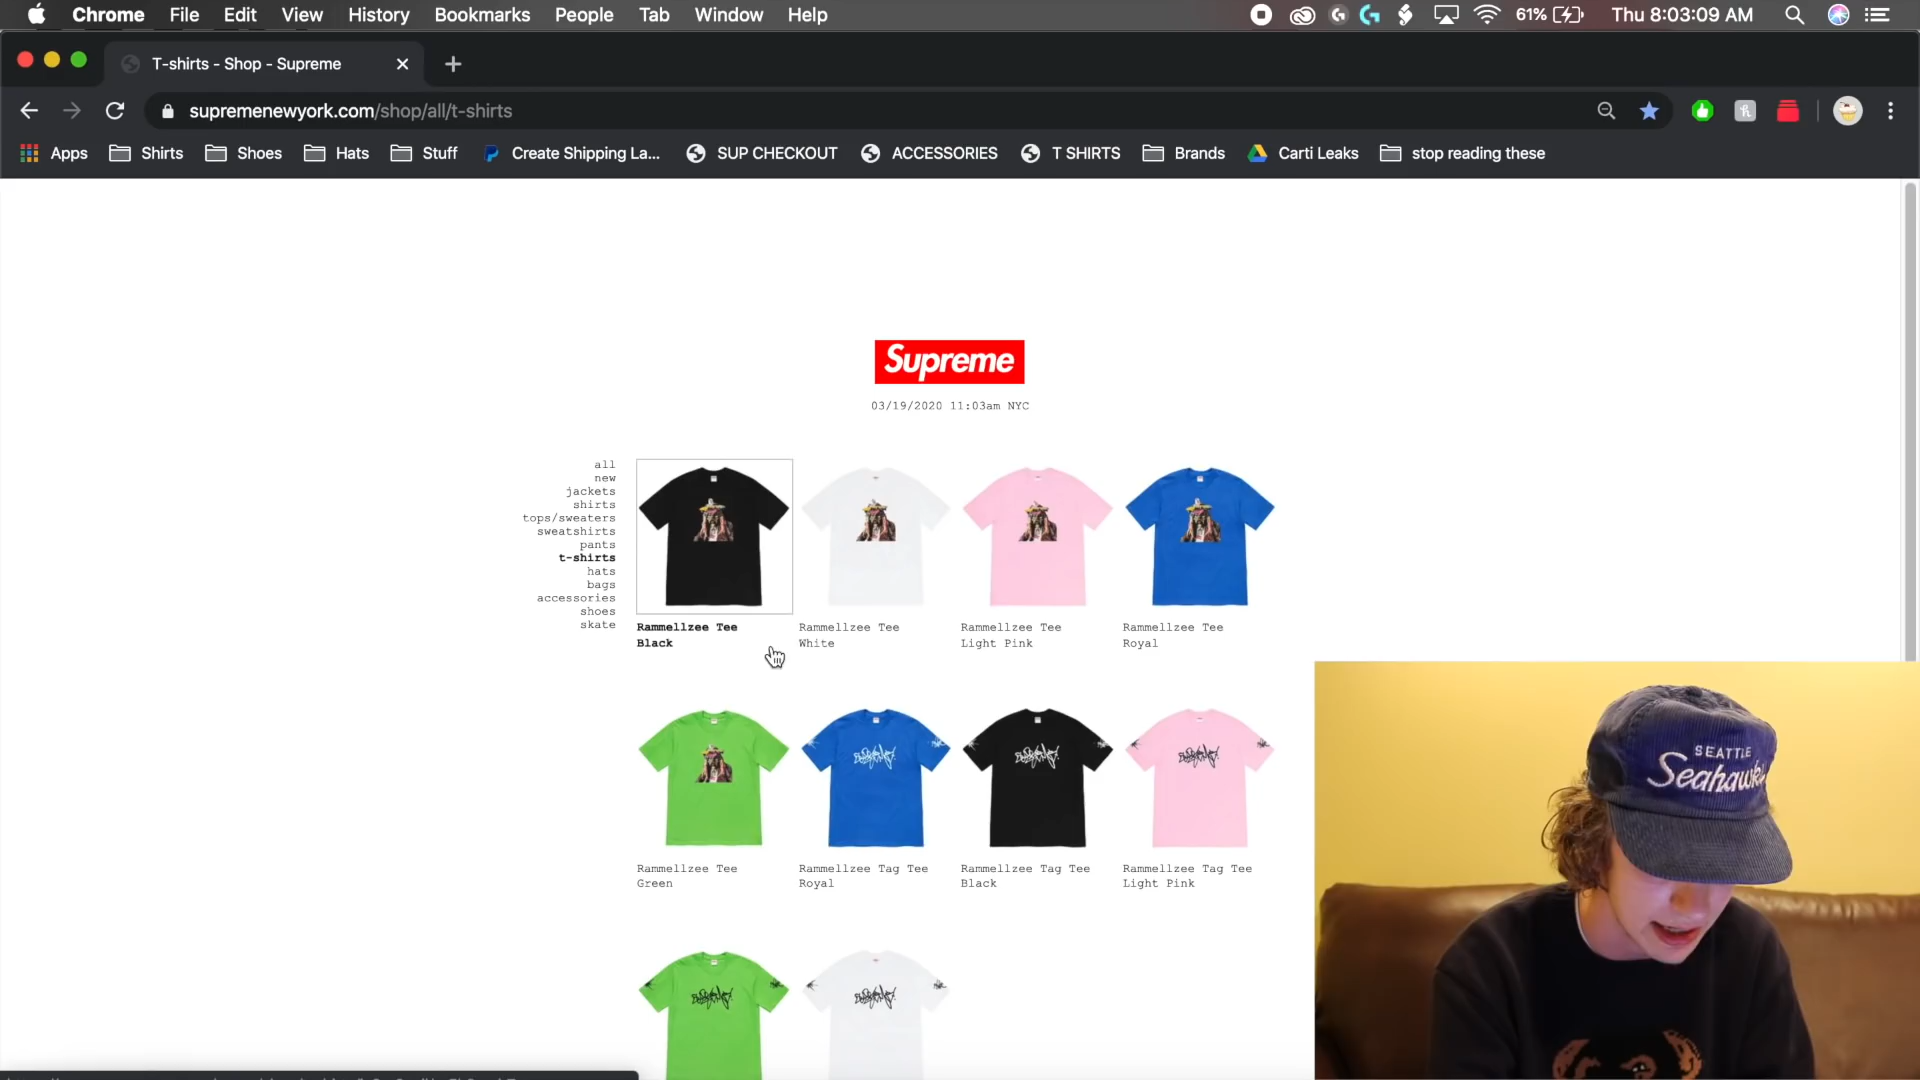 Chrome File Edit View History Bookmarks People Tab Window Help 61% Thu 8:03:09 AM
T-shirts - Shop - Supreme
supremenewyork.com/shop/all/t-shirts
Apps Shirts Shoes Hats Stuff Create Shipping La... SUP CHECKOUT ACCESSORIES T SHIRTS Brands Carti Leaks stop reading these
Supreme
03/19/2020 11:03am NYC
all
new
jackets
shirts
tops/sweaters
sweatshirts
pants
t-shirts
hats
bags
accessories
shoes
skate
Rammellzee Tee Black
Rammellzee Tee White
Rammellzee Tee Light Pink
Rammellzee Tee Royal
Rammellzee Tee Green
Rammellzee Tag Tee Royal
Rammellzee Tag Tee Black
Rammellzee Tag Tee Light Pink
SEATTLE
Seahawks